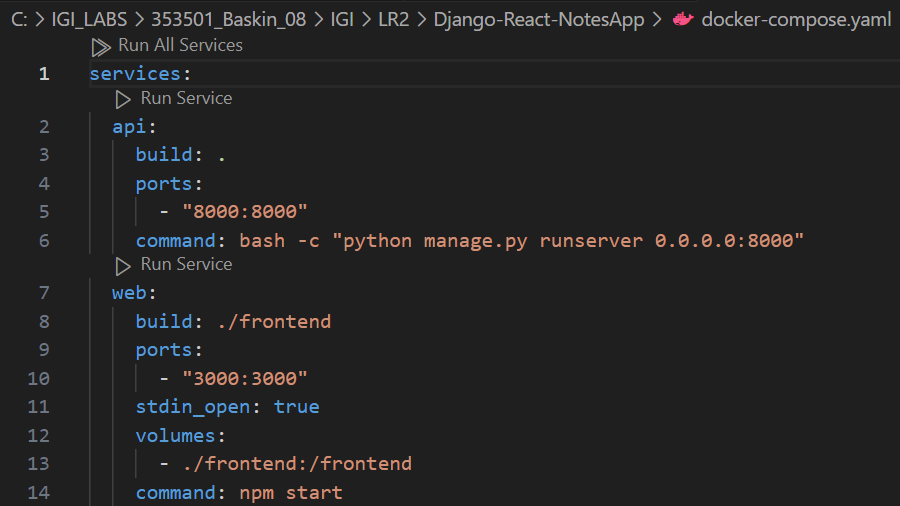 C: > IGI_LABS > 353501_Baskin_08 > IGI > LR2 > Django-React-NotesApp > docker-compose.yaml
Run All Services
1 services:
Run Service
2   api:
3     build: .
4     ports:
5       - "8000:8000"
6     command: bash -c "python manage.py runserver 0.0.0.0:8000"
Run Service
7   web:
8     build: ./frontend
9     ports:
10       - "3000:3000"
11     stdin_open: true
12     volumes:
13       - ./frontend:/frontend
14     command: npm start